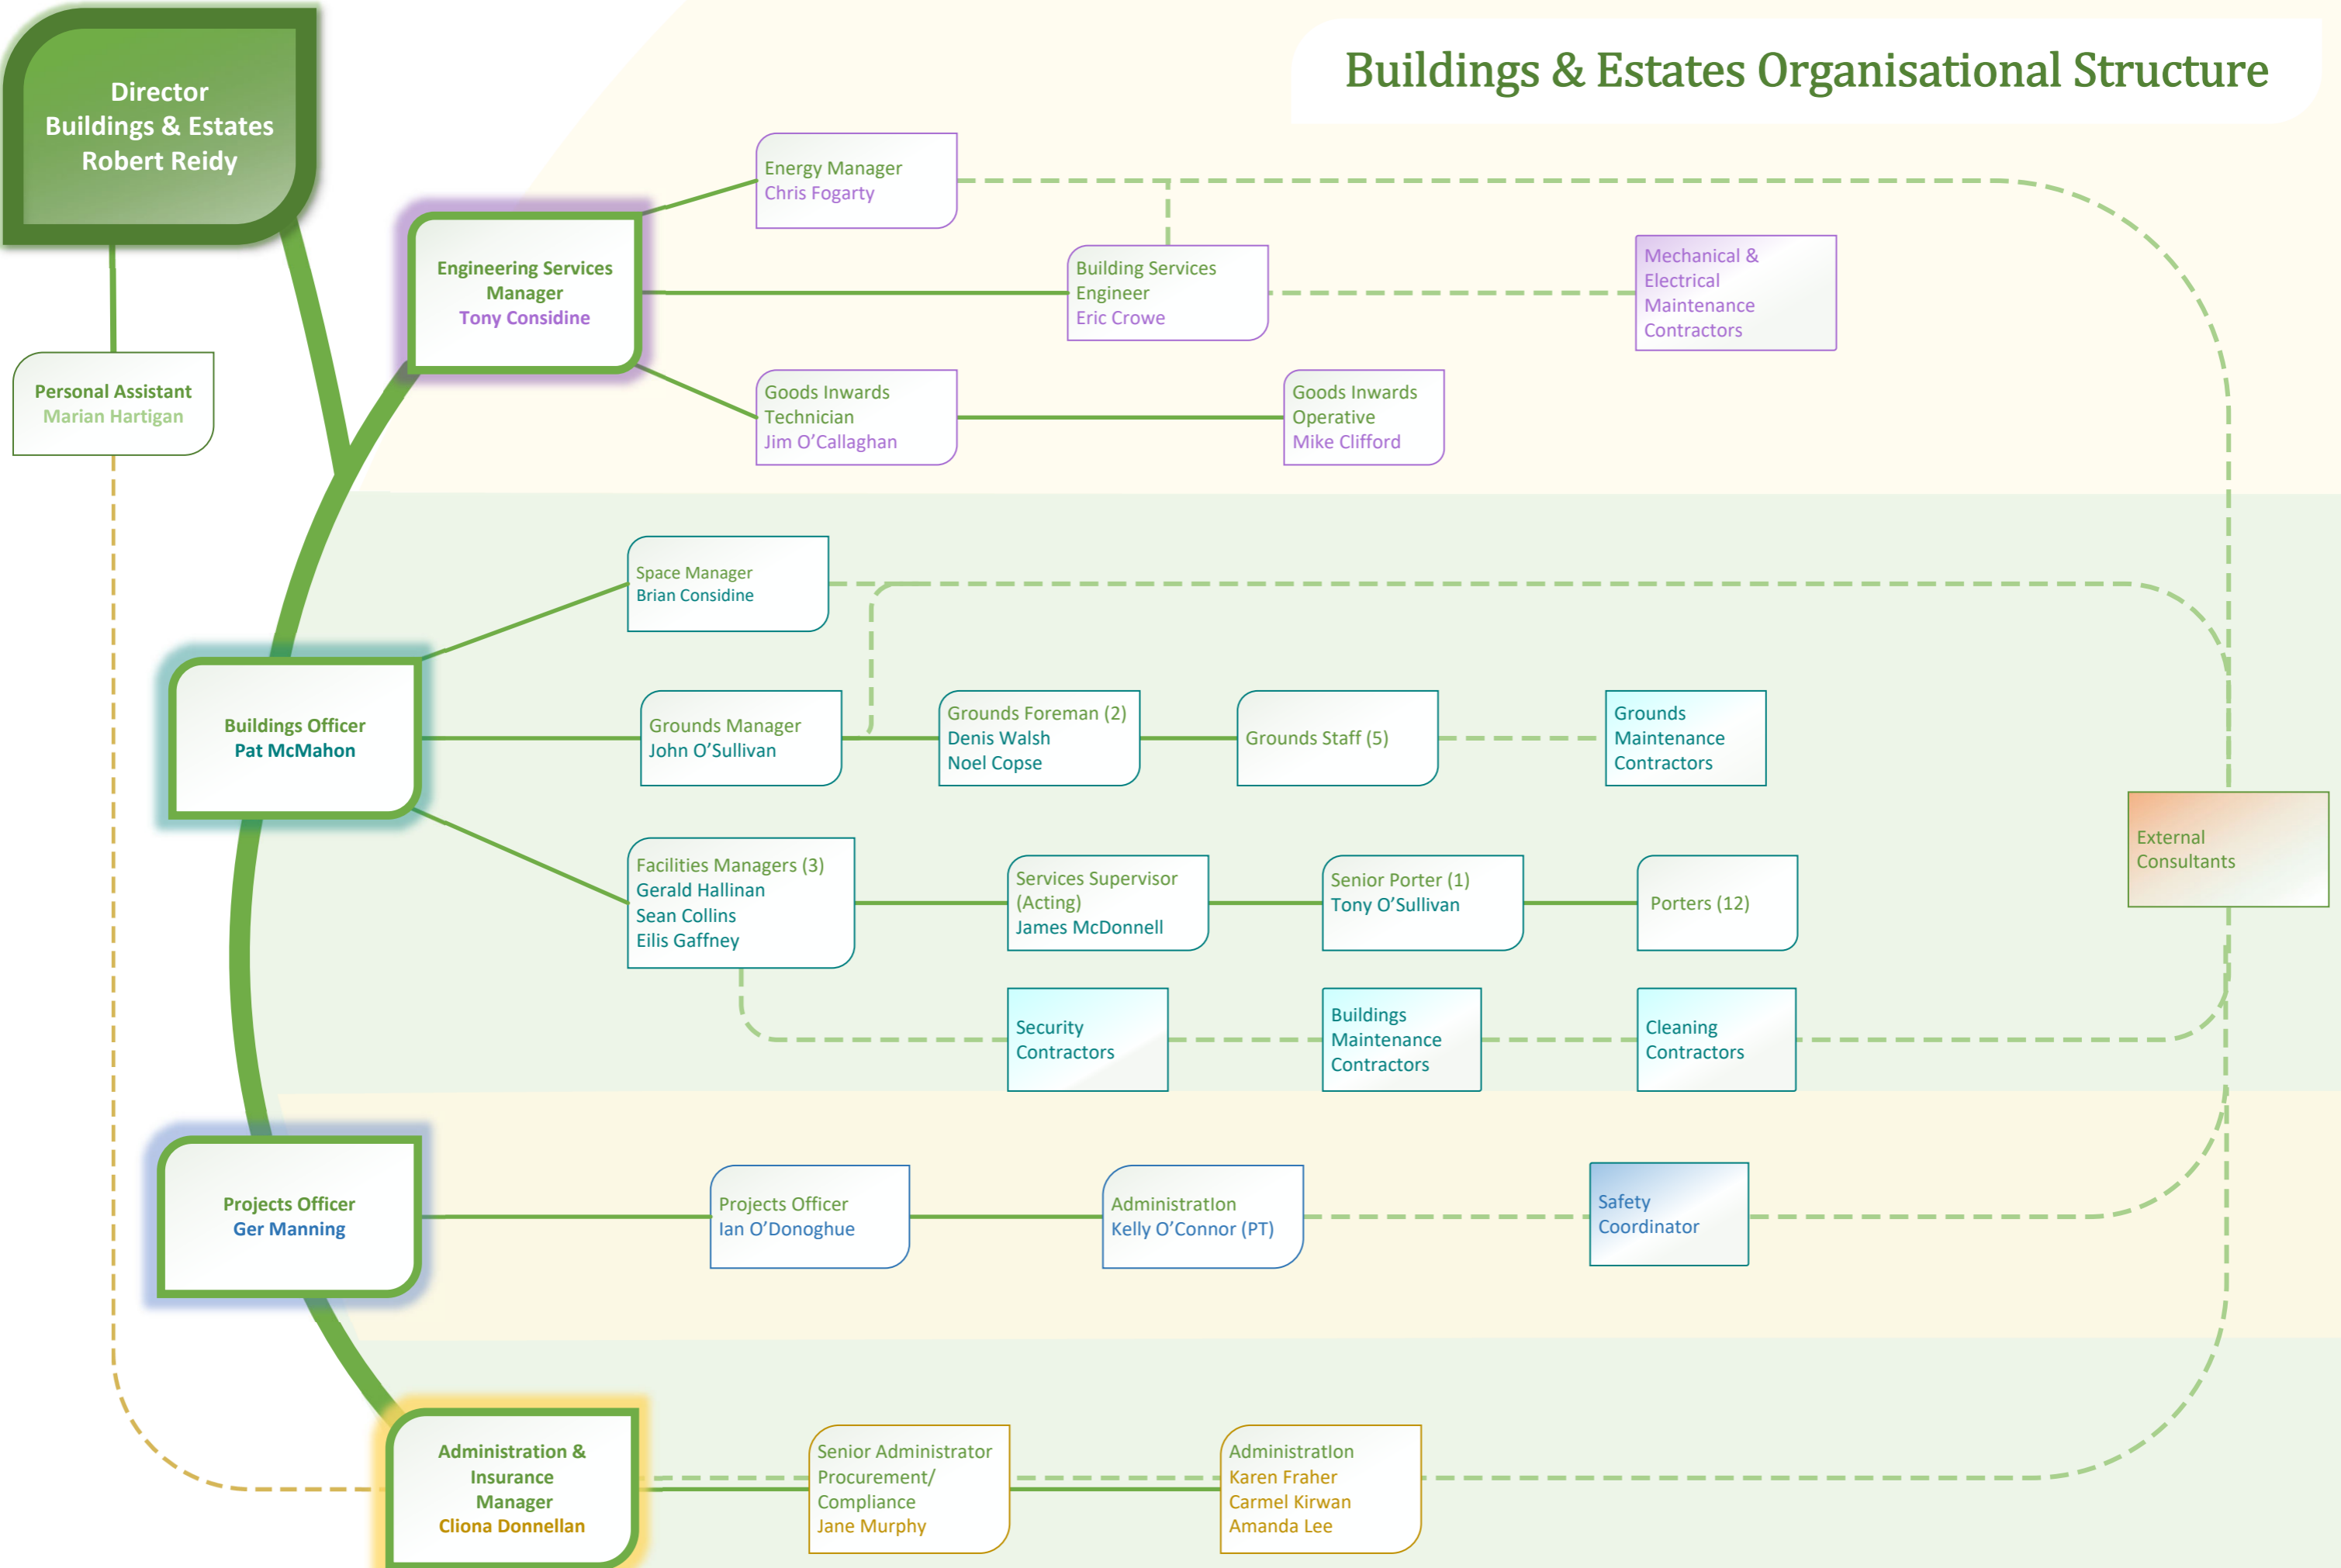 Buildings & Estates Organisational Structure
Director
Buildings & Estates
Robert Reidy
Personal Assistant
Marian Hartigan
Engineering Services
Manager
Tony Considine
Energy Manager
Chris Fogarty
Building Services
Engineer
Eric Crowe
Mechanical &
Electrical
Maintenance
Contractors
Goods Inwards
Technician
Jim O'Callaghan
Goods Inwards
Operative
Mike Clifford
Buildings Officer
Pat McMahon
Space Manager
Brian Considine
Grounds Manager
John O'Sullivan
Grounds Foreman (2)
Denis Walsh
Noel Copse
Grounds Staff (5)
Grounds
Maintenance
Contractors
Facilities Managers (3)
Gerald Hallinan
Sean Collins
Eilis Gaffney
Services Supervisor
(Acting)
James McDonnell
Senior Porter (1)
Tony O'Sullivan
Porters (12)
External
Consultants
Security
Contractors
Buildings
Maintenance
Contractors
Cleaning
Contractors
Projects Officer
Ger Manning
Projects Officer
Ian O'Donoghue
AdministratIon
Kelly O'Connor (PT)
Safety
Coordinator
Administration &
Insurance
Manager
Cliona Donnellan
Senior Administrator
Procurement/
Compliance
Jane Murphy
AdministratIon
Karen Fraher
Carmel Kirwan
Amanda Lee